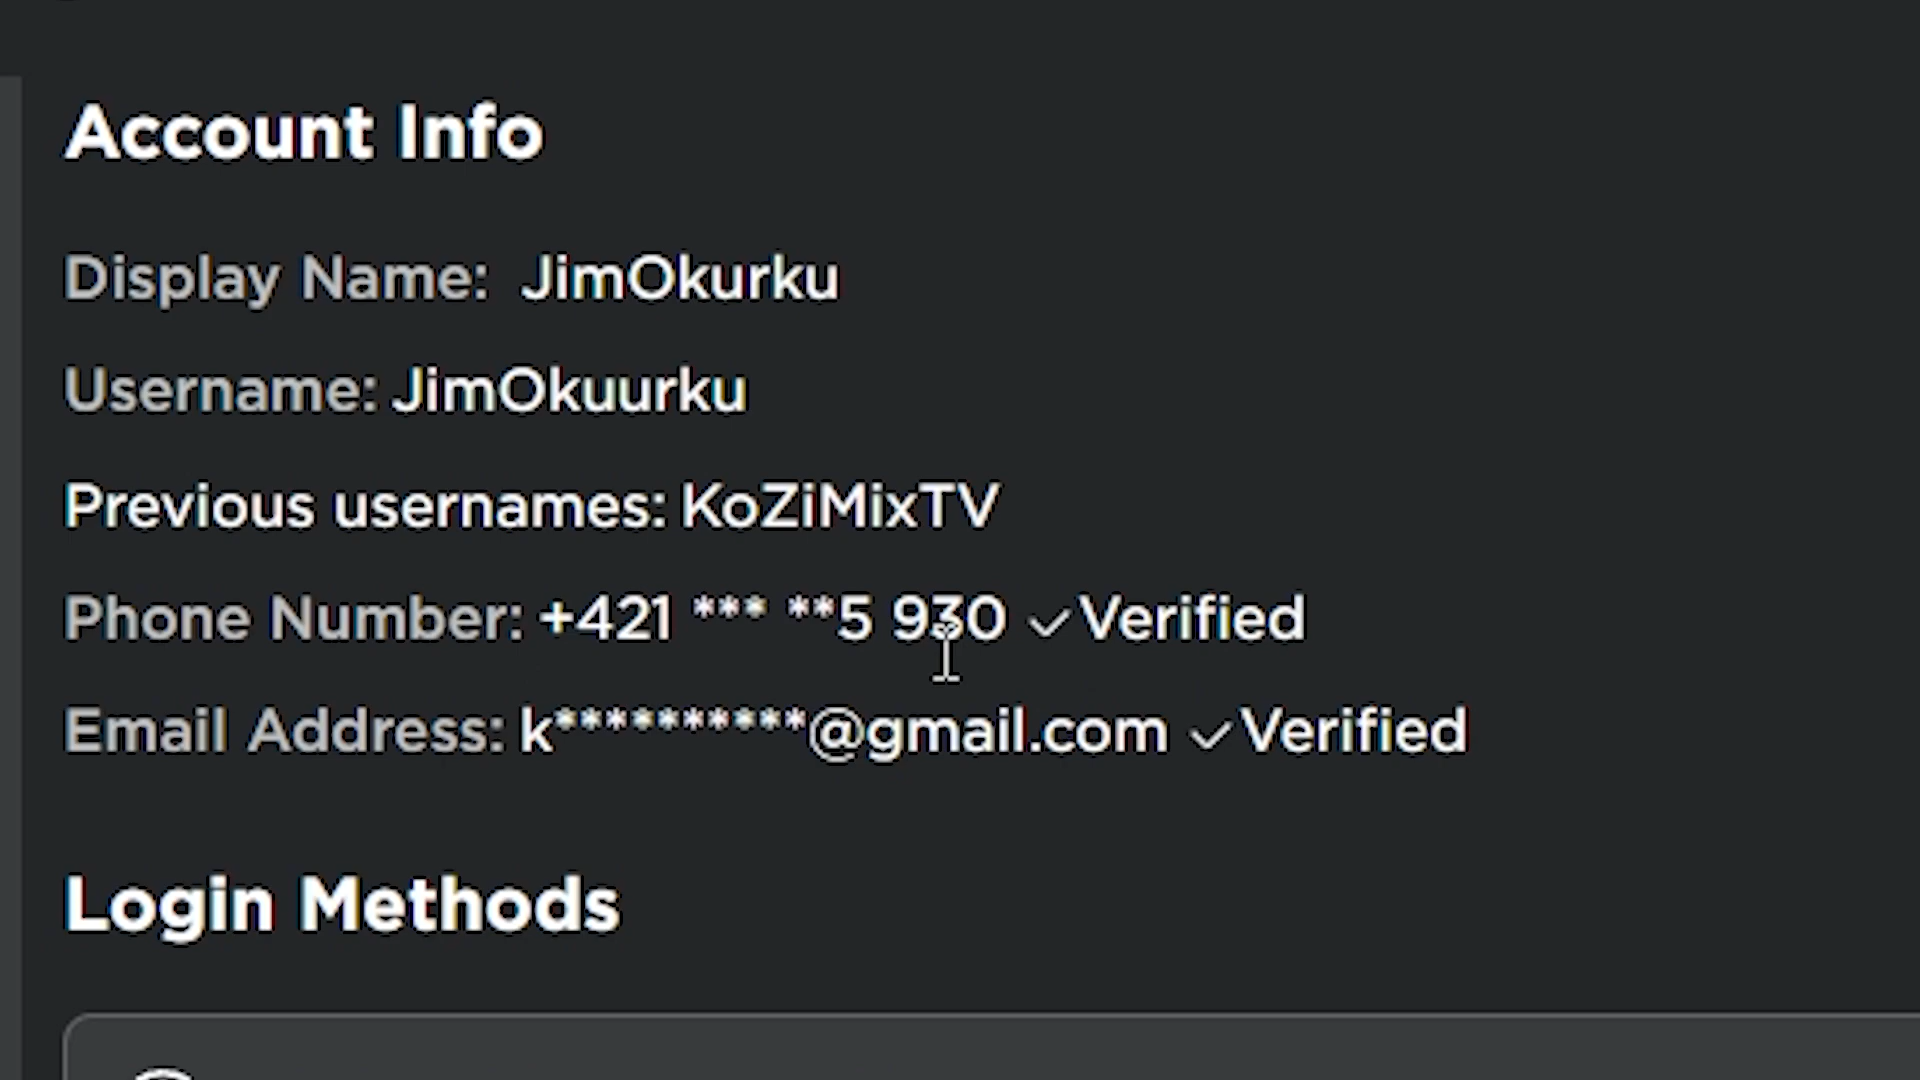 Account Info
Display Name: JimOkurku
Username: JimOkuurku
Previous usernames: KoZiMixTV
Phone Number: +421 *** **5 930 ✓Verified
Email Address: k**********@gmail.com ✓Verified
Login Methods